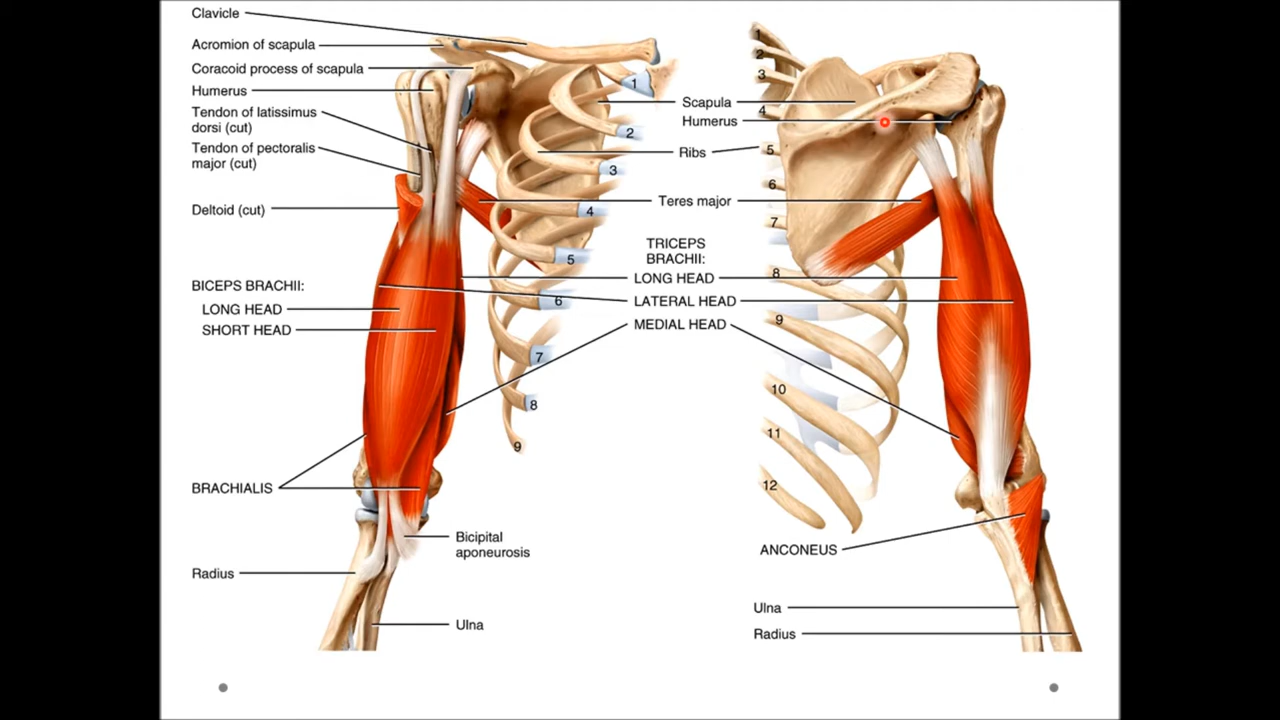 Clavicle
Acromion of scapula
Coracoid process of scapula
Humerus
Tendon of latissimus
dorsi (cut)
Tendon of pectoralis
major (cut)
Deltoid (cut)
BICEPS BRACHII:
LONG HEAD
SHORT HEAD
BRACHIALIS
Radius
Bicipital
aponeurosis
Ulna
1
2
3
4
5
6
7
8
9
Scapula
Humerus
Ribs
Teres major
TRICEPS
BRACHII:
LONG HEAD
LATERAL HEAD
MEDIAL HEAD
1
2
3
4
5
6
7
8
9
10
11
12
ANCONEUS
Ulna
Radius